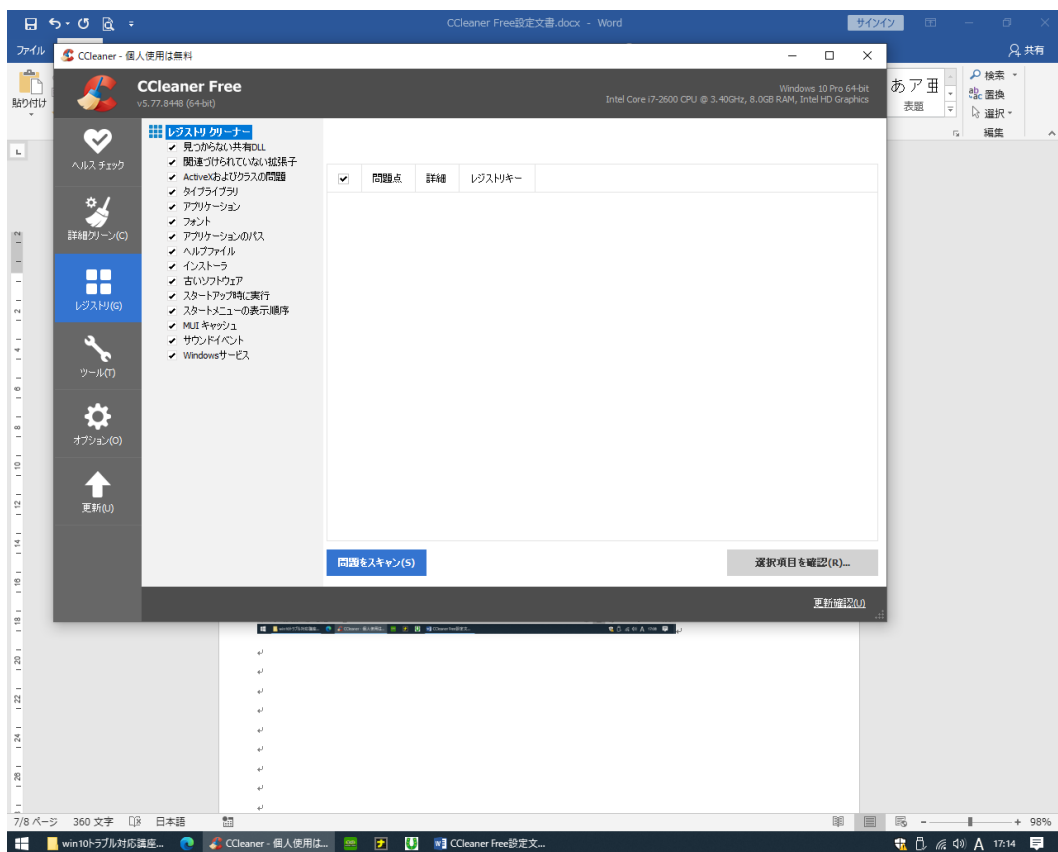 CCleaner Free設定文書.docx - Word
サインイン
ファイル
共有
CCleaner - 個人使用は無料
貼り付け
あ ア 亜
表題
検索
置換
選択
編集
CCleaner Free
v5.77.8448 (64-bit)
Windows 10 Pro 64-bit
Intel Core i7-2600 CPU @ 3.40GHz, 8.0GB RAM, Intel HD Graphics
ヘルス チェック
詳細クリーン(C)
レジストリ(G)
ツール(T)
オプション(O)
更新(U)
レジストリ クリーナー
見つからない共有DLL
関連づけられていない拡張子
ActiveXおよびクラスの問題
タイプライブラリ
アプリケーション
フォント
アプリケーションのパス
ヘルプファイル
インストーラ
古いソフトウェア
スタートアップ時に実行
スタートメニューの表示順序
MUI キャッシュ
サウンドイベント
Windowsサービス
問題点 詳細 レジストリキー
問題をスキャン(S)
選択項目を確認(R)...
更新確認(U)
2
2
4
6
8
10
12
14
16
18
20
22
24
26
7/8 ページ 360 文字 日本語
98%
win10トラブル対応講座...
CCleaner - 個人使用は...
CCleaner Free設定文...
A 17:14